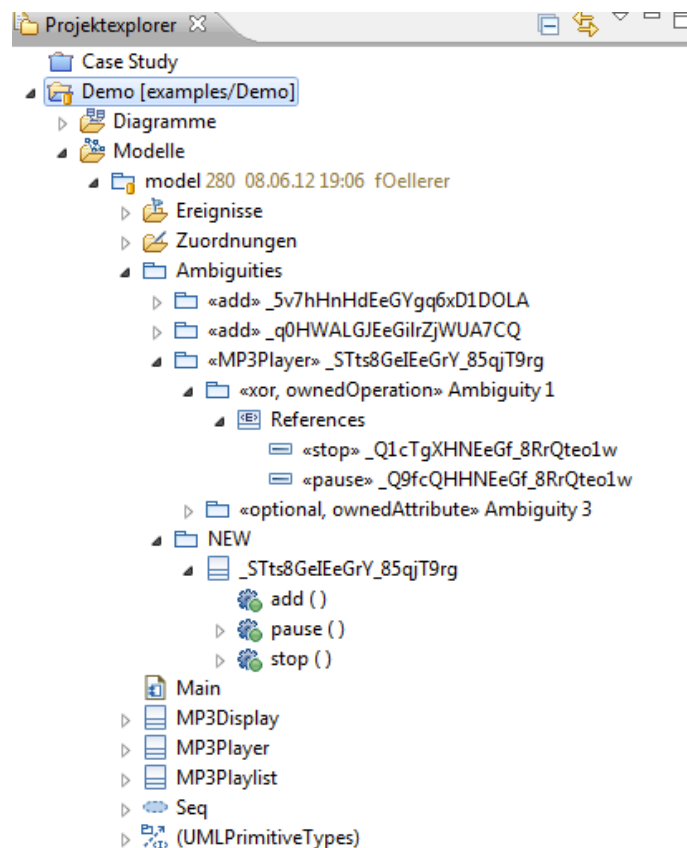 Projektexplorer
Case Study
Demo [examples/Demo]
Diagramme
Modelle
model 280 08.06.12 19:06 fOellerer
Ereignisse
Zuordnungen
Ambiguities
«add» _5v7hHnHdEeGYgq6xD1DOLA
«add» _q0HWALGJEeGilrZjWUA7CQ
«MP3Player» _STts8GeIEeGrY_85qjT9rg
«xor, ownedOperation» Ambiguity 1
References
«stop» _Q1cTgXHNEeGf_8RrQteo1w
«pause» _Q9fcQHHNEeGf_8RrQteo1w
«optional, ownedAttribute» Ambiguity 3
NEW
_STts8GeIEeGrY_85qjT9rg
add ( )
pause ( )
stop ( )
Main
MP3Display
MP3Player
MP3Playlist
Seq
(UMLPrimitiveTypes)